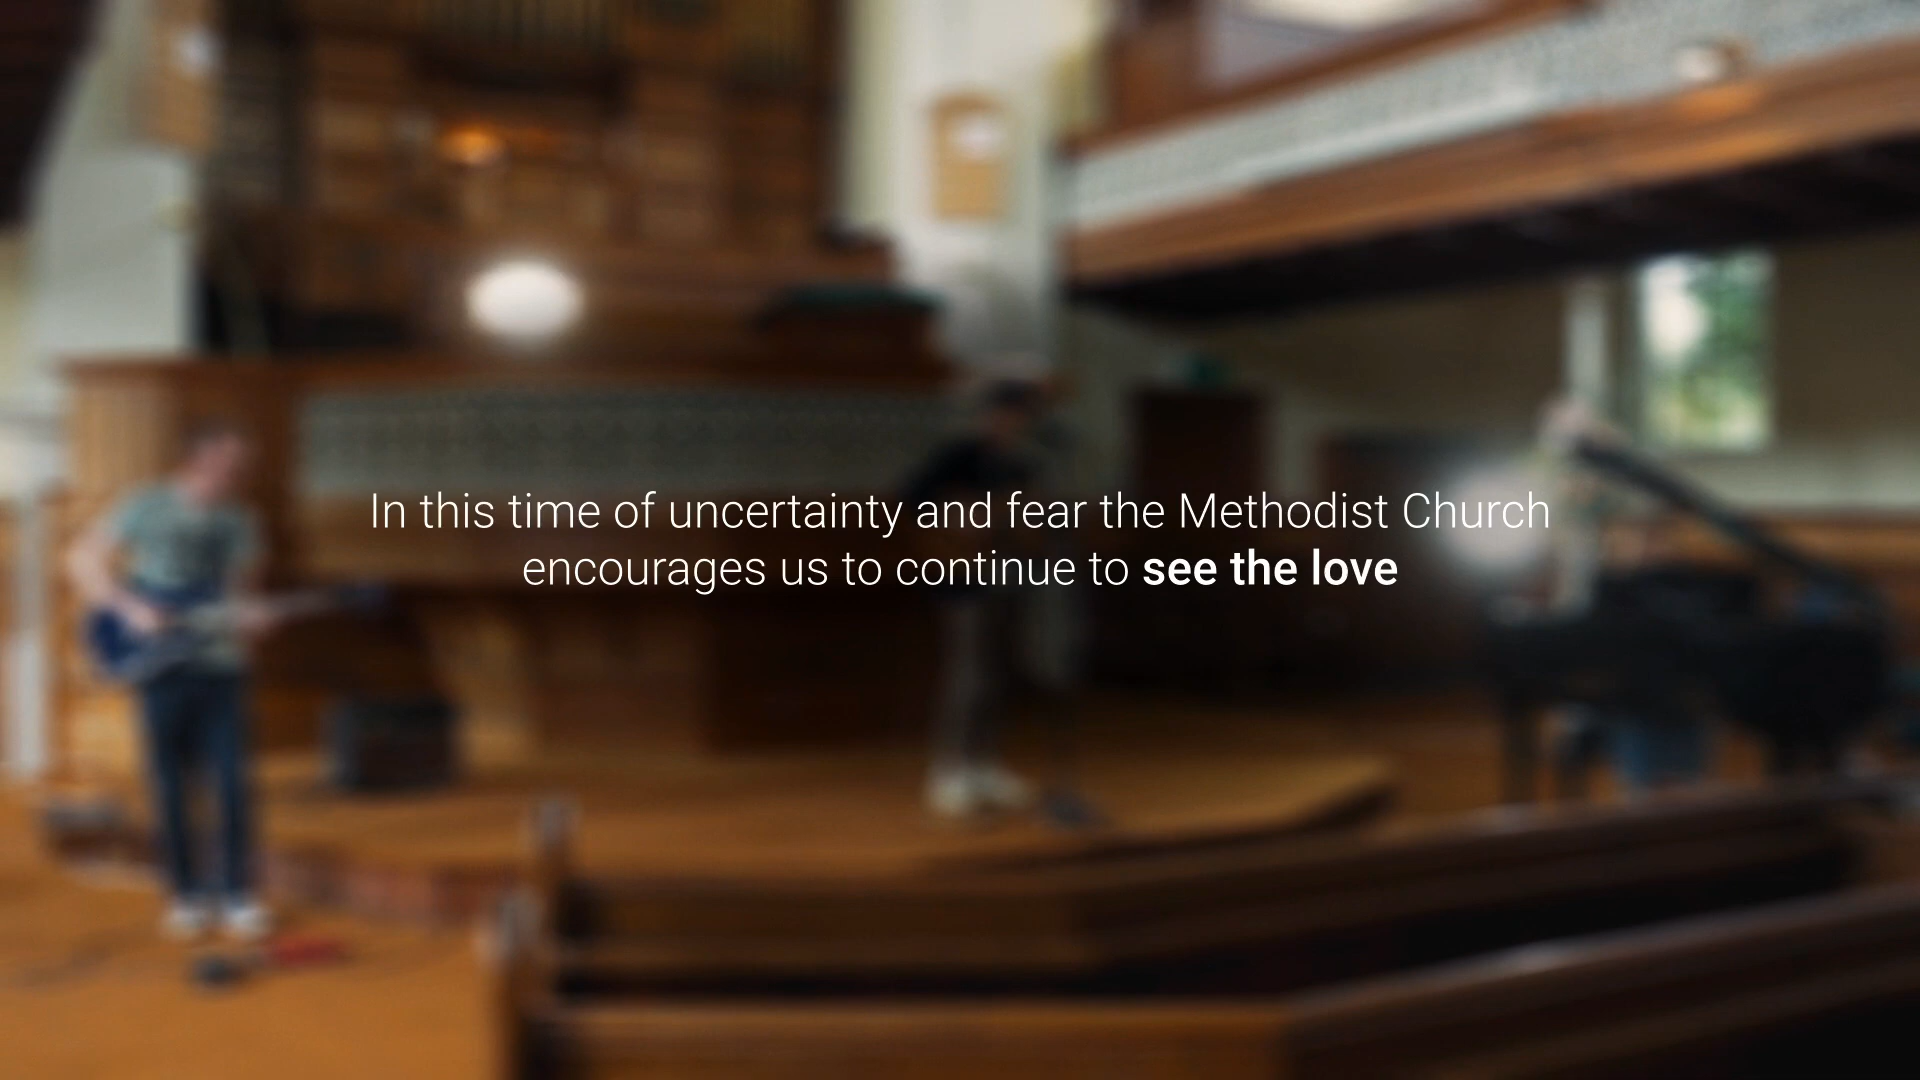 In this time of uncertainty and fear the Methodist Church
encourages us to continue to see the love